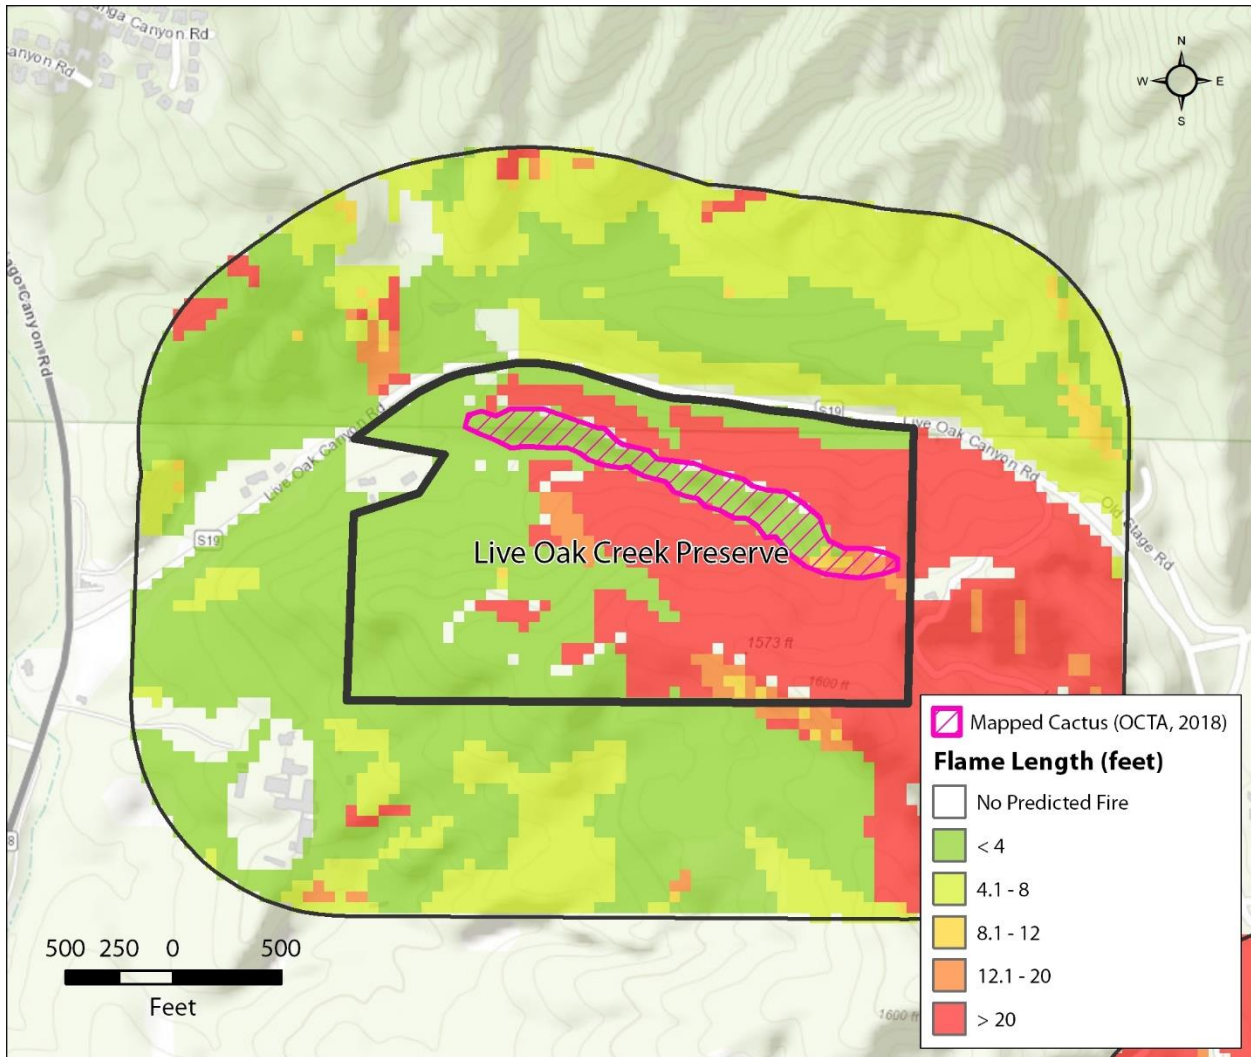 Canyon Rd
Canyon Rd
N
W E
S
Canyon Rd
S19
Live Oak Canyon Rd
Live Oak Canyon Rd
Old Stage Rd
S19
Live Oak Creek Preserve
1573 ft
1600 ft
Mapped Cactus (OCTA, 2018)
Flame Length (feet)
No Predicted Fire
< 4
4.1 - 8
8.1 - 12
12.1 - 20
> 20
8
500 250 0 500
Feet
1600 ft